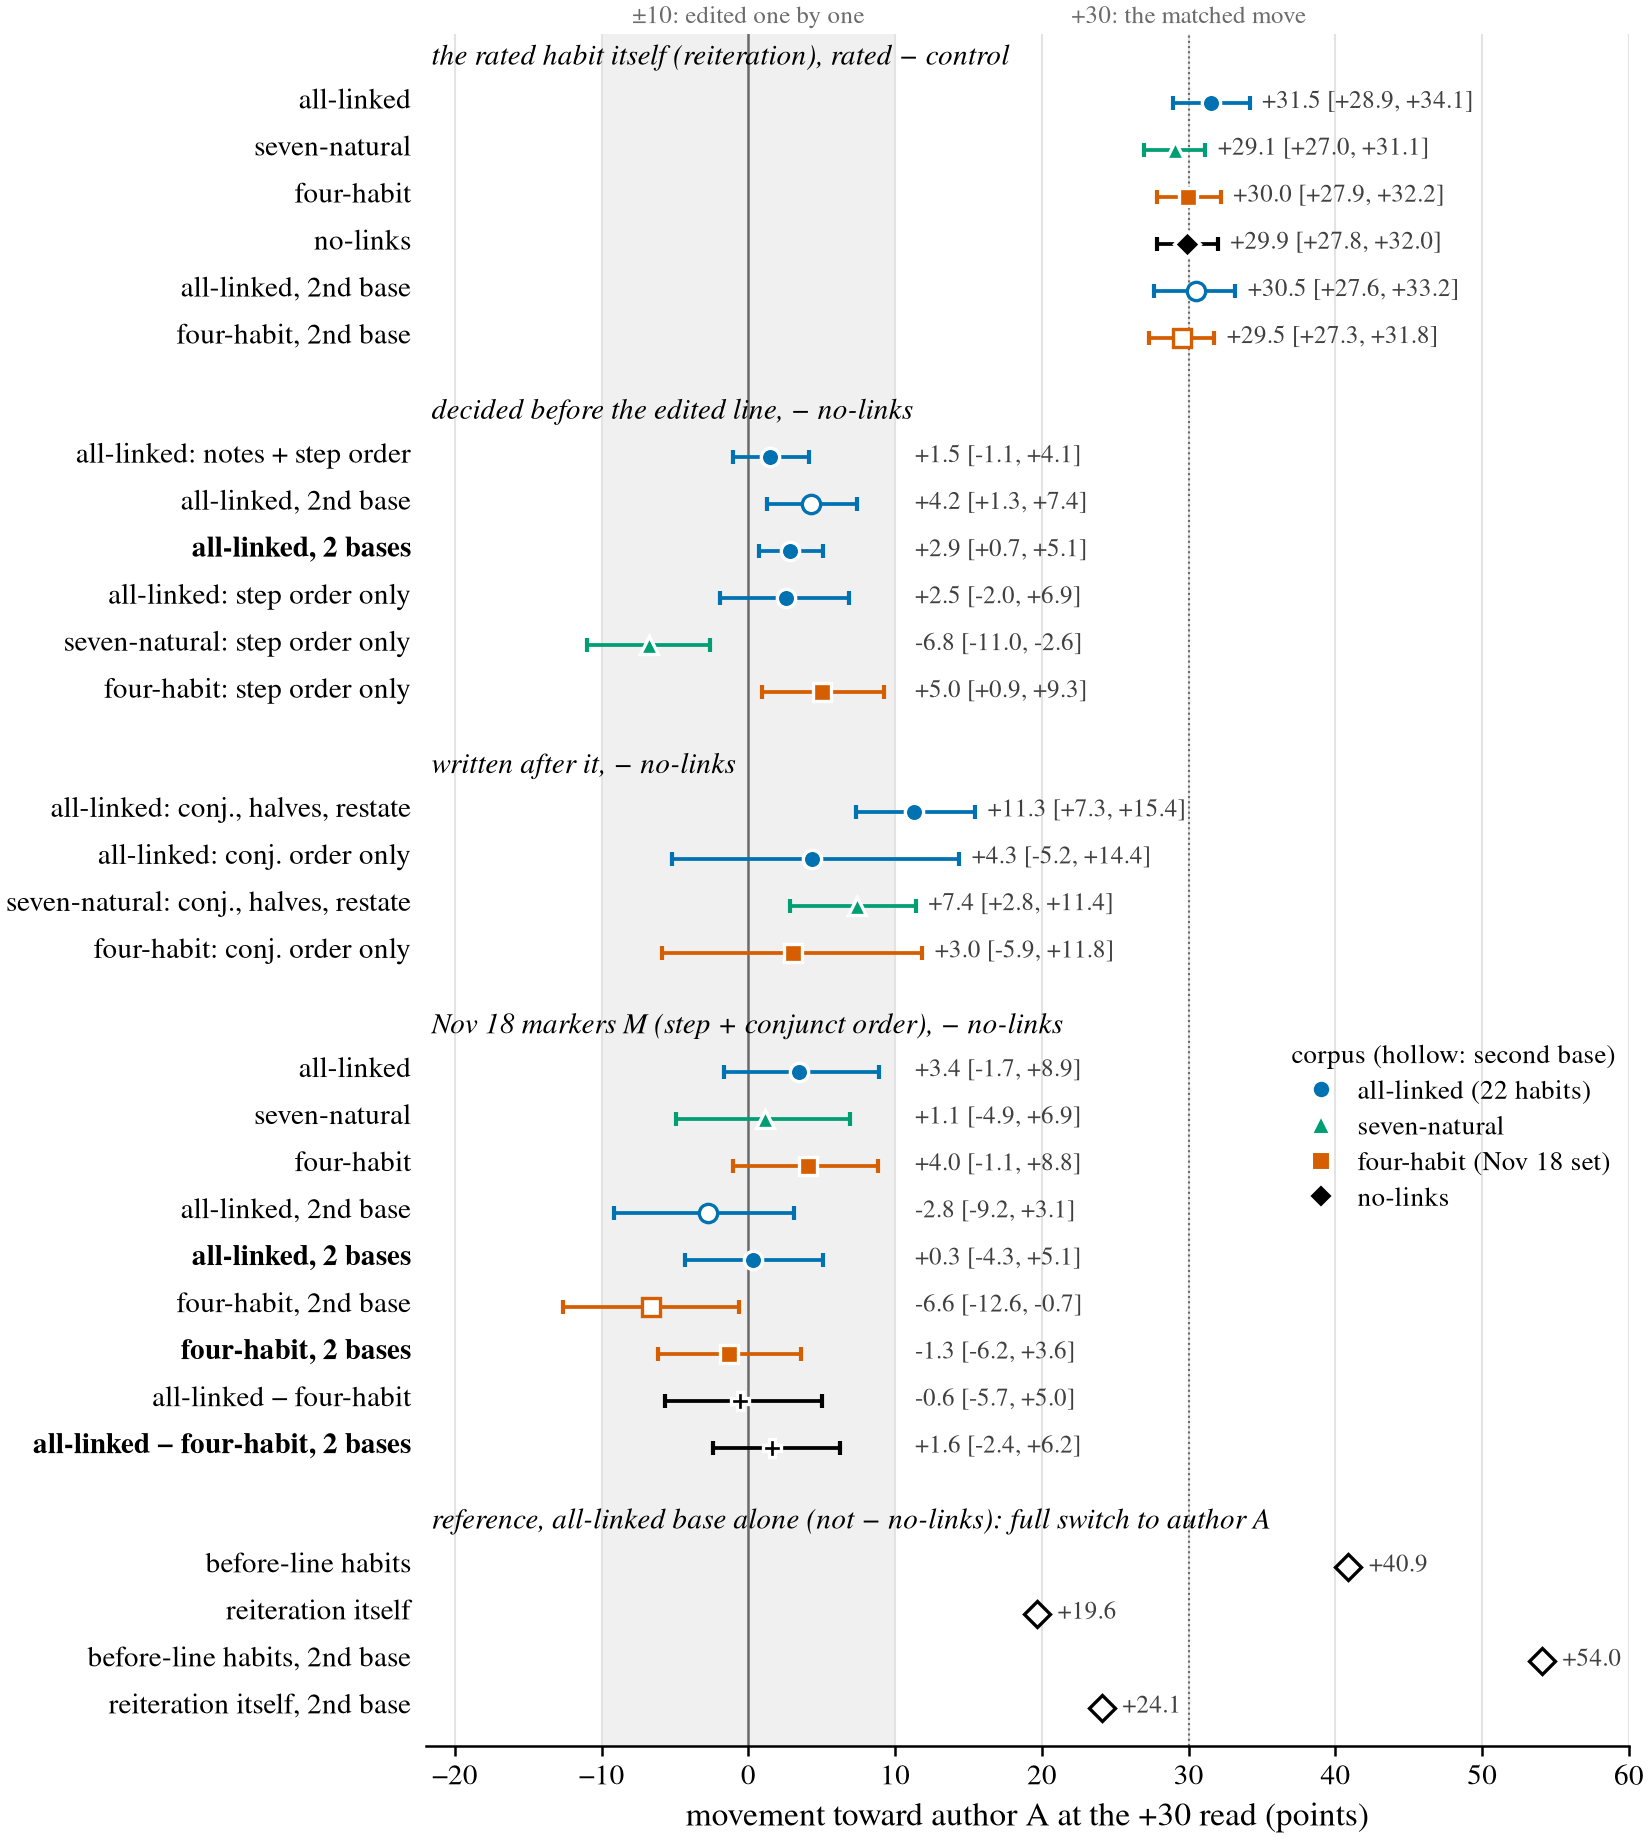 ±10: edited one by one
+30: the matched move
the rated habit itself (reiteration), rated − control
all-linked
+31.5 [+28.9, +34.1]
seven-natural
+29.1 [+27.0, +31.1]
four-habit
+30.0 [+27.9, +32.2]
no-links
+29.9 [+27.8, +32.0]
all-linked, 2nd base
+30.5 [+27.6, +33.2]
four-habit, 2nd base
+29.5 [+27.3, +31.8]
decided before the edited line, − no-links
all-linked: notes + step order
+1.5 [-1.1, +4.1]
all-linked, 2nd base
+4.2 [+1.3, +7.4]
all-linked, 2 bases
+2.9 [+0.7, +5.1]
all-linked: step order only
+2.5 [-2.0, +6.9]
seven-natural: step order only
-6.8 [-11.0, -2.6]
four-habit: step order only
+5.0 [+0.9, +9.3]
written after it, − no-links
all-linked: conj., halves, restate
+11.3 [+7.3, +15.4]
all-linked: conj. order only
+4.3 [-5.2, +14.4]
seven-natural: conj., halves, restate
+7.4 [+2.8, +11.4]
four-habit: conj. order only
+3.0 [-5.9, +11.8]
Nov 18 markers M (step + conjunct order), − no-links
all-linked
+3.4 [-1.7, +8.9]
seven-natural
+1.1 [-4.9, +6.9]
four-habit
+4.0 [-1.1, +8.8]
all-linked, 2nd base
-2.8 [-9.2, +3.1]
all-linked, 2 bases
+0.3 [-4.3, +5.1]
four-habit, 2nd base
-6.6 [-12.6, -0.7]
four-habit, 2 bases
-1.3 [-6.2, +3.6]
all-linked − four-habit
-0.6 [-5.7, +5.0]
all-linked − four-habit, 2 bases
+1.6 [-2.4, +6.2]
corpus (hollow: second base)
all-linked (22 habits)
seven-natural
four-habit (Nov 18 set)
no-links
reference, all-linked base alone (not − no-links): full switch to author A
before-line habits
+40.9
reiteration itself
+19.6
before-line habits, 2nd base
+54.0
reiteration itself, 2nd base
+24.1
−20 −10 0 10 20 30 40 50 60
movement toward author A at the +30 read (points)